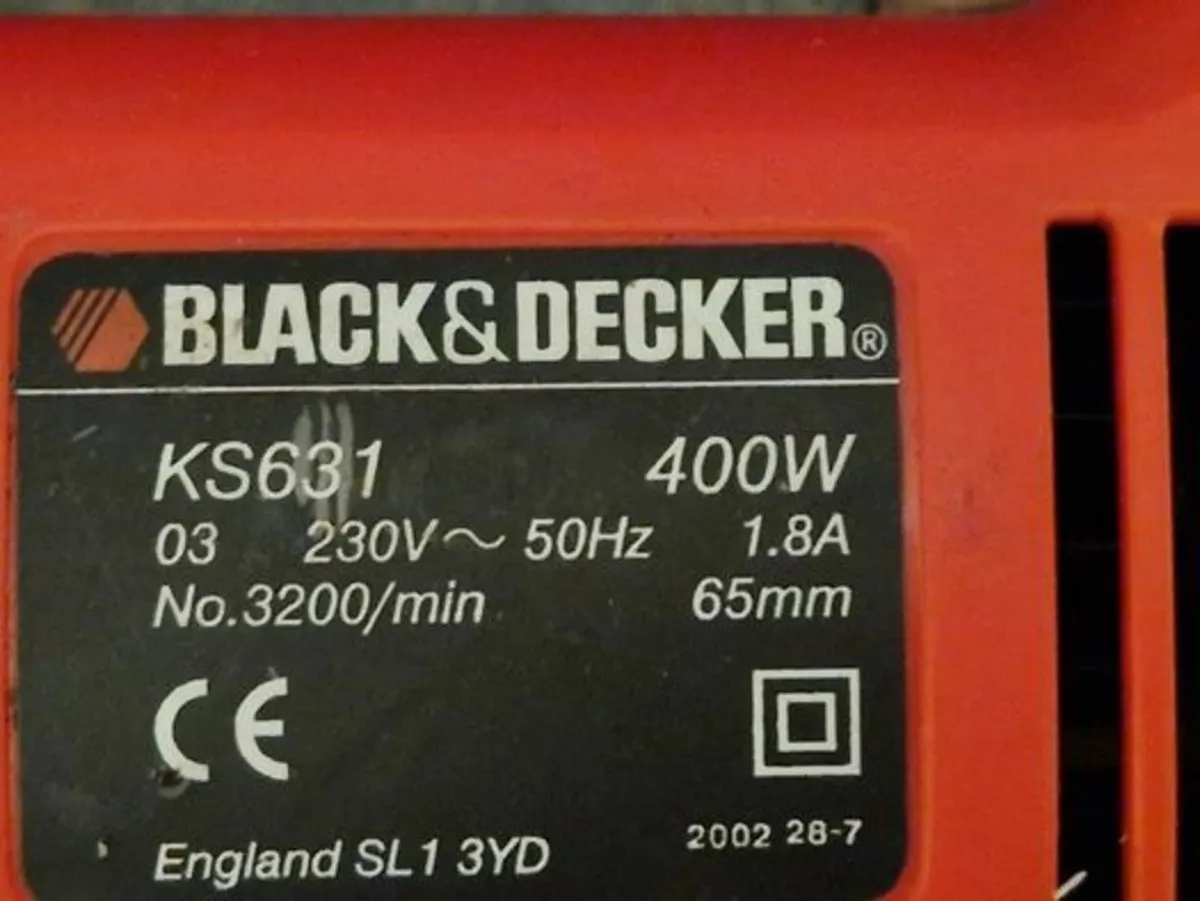 BLACK&DECKER®
KS631 400W
03 230V~ 50Hz 1.8A
No.3200/min 65mm
CE
2002 28-7
England SL1 3YD